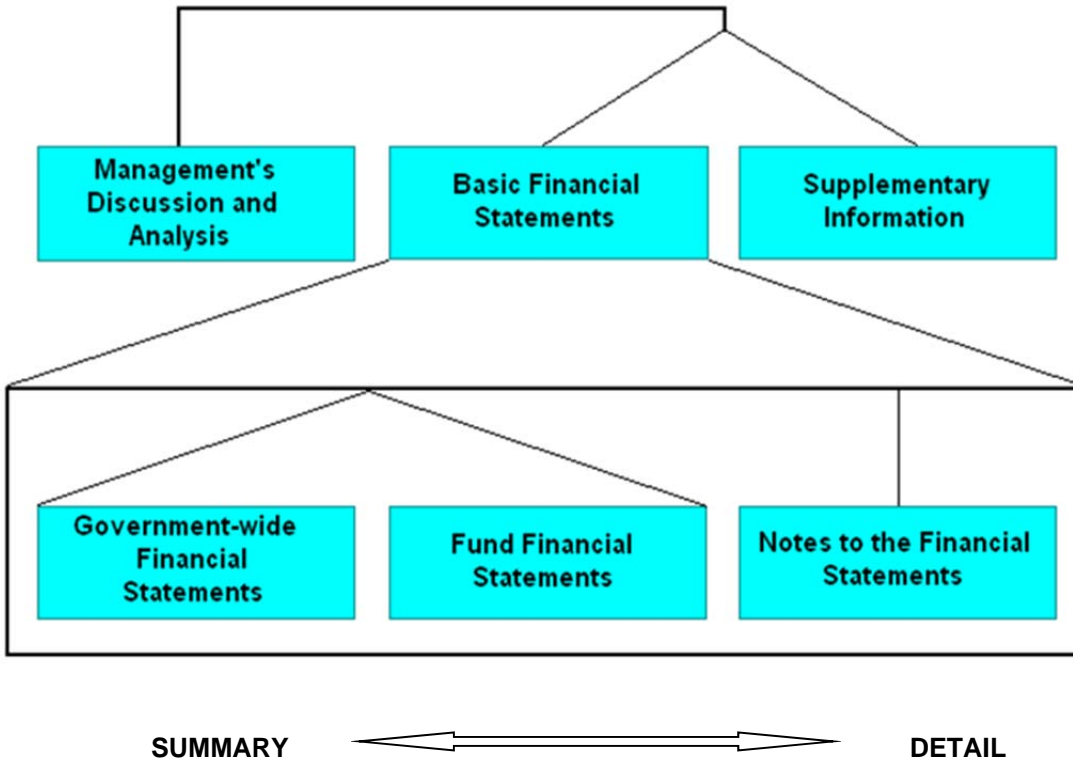 Management's
Discussion and
Analysis
Basic Financial
Statements
Supplementary
Information
Government-wide
Financial
Statements
Fund Financial
Statements
Notes to the Financial
Statements
SUMMARY
DETAIL